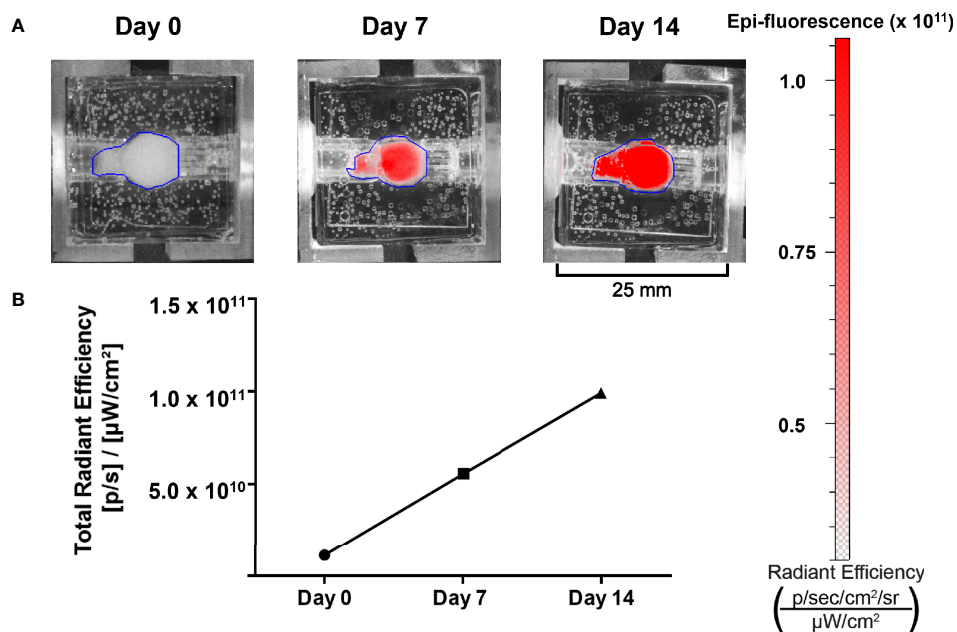 A
Day 0
Day 7
Day 14
Epi-fluorescence (x 10¹¹)
1.0
0.75
0.5
Radiant Efficiency
(p/sec/cm²/sr
µW/cm²)
25 mm
B
Total Radiant Efficiency
[p/s] / [µW/cm²]
1.5 x 10¹¹
1.0 x 10¹¹
5.0 x 10¹⁰
Day 0
Day 7
Day 14